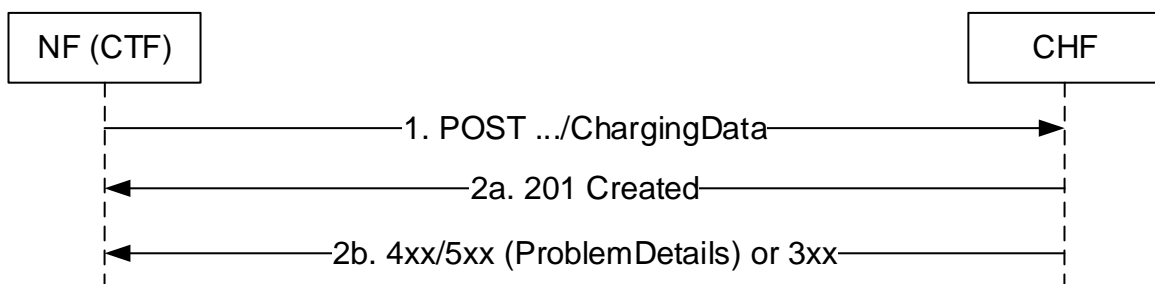 NF (CTF)
CHF
1. POST .../ChargingData
2a. 201 Created
2b. 4xx/5xx (ProblemDetails) or 3xx